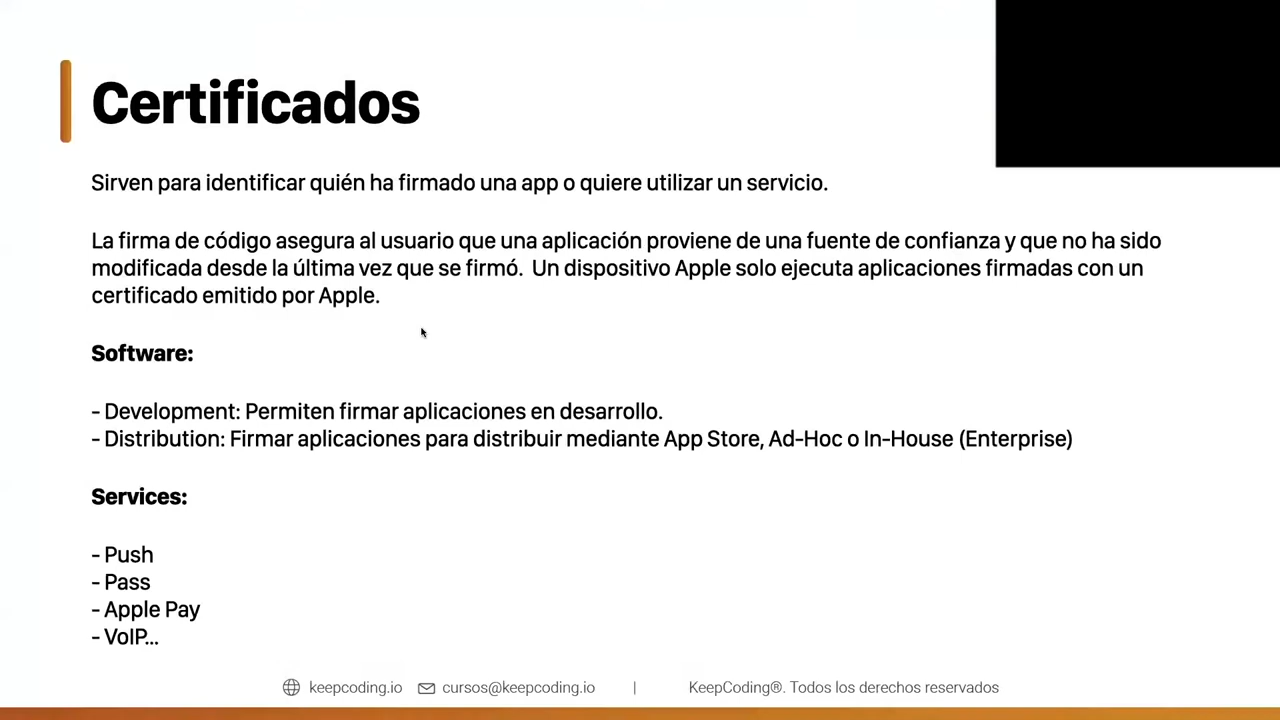 Certificados
Sirven para identificar quién ha firmado una app o quiere utilizar un servicio.
La firma de código asegura al usuario que una aplicación proviene de una fuente de confianza y que no ha sido
modificada desde la última vez que se firmó.  Un dispositivo Apple solo ejecuta aplicaciones firmadas con un
certificado emitido por Apple.
Software:
- Development: Permiten firmar aplicaciones en desarrollo.
- Distribution: Firmar aplicaciones para distribuir mediante App Store, Ad-Hoc o In-House (Enterprise)
Services:
- Push
- Pass
- Apple Pay
- VoIP...
keepcoding.io cursos@keepcoding.io | KeepCoding®. Todos los derechos reservados